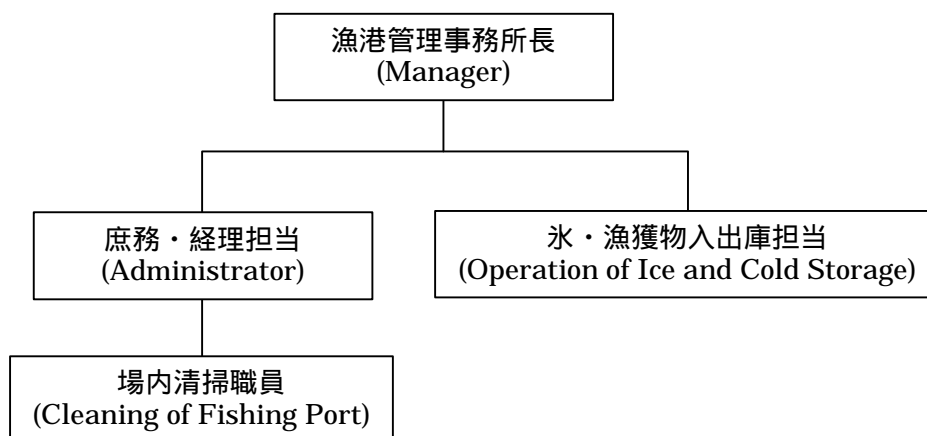 漁港管理事務所長
(Manager)
庶務・経理担当
(Administrator)
氷・漁獲物入出庫担当
(Operation of Ice and Cold Storage)
場内清掃職員
(Cleaning of Fishing Port)